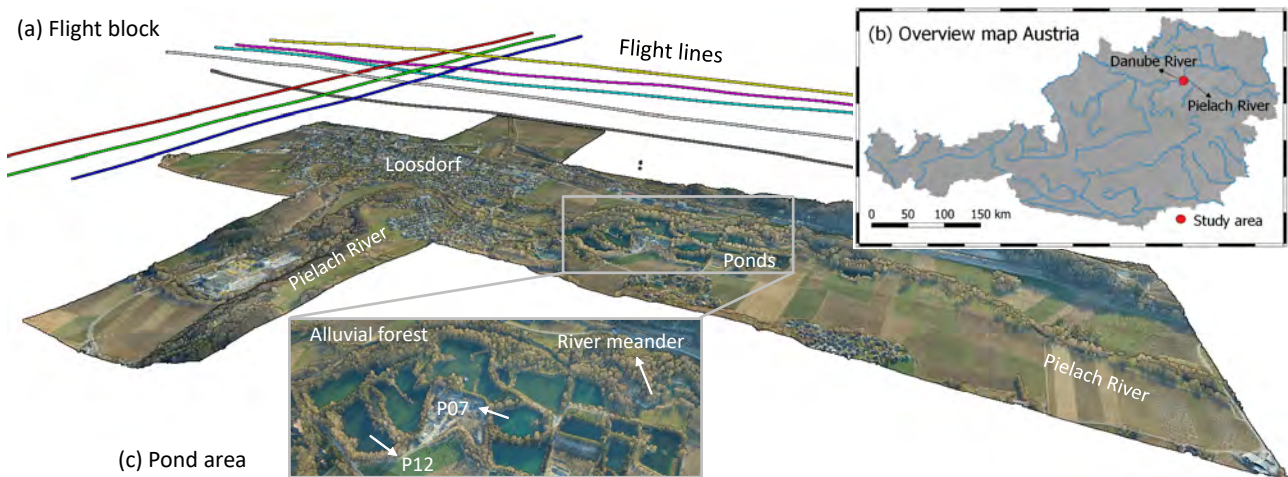 (a) Flight block
Flight lines
(b) Overview map Austria
Danube River
Pielach River
0 50 100 150 km
Study area
Loosdorf
Pielach River
Ponds
Alluvial forest
River meander
P07
P12
Pielach River
(c) Pond area